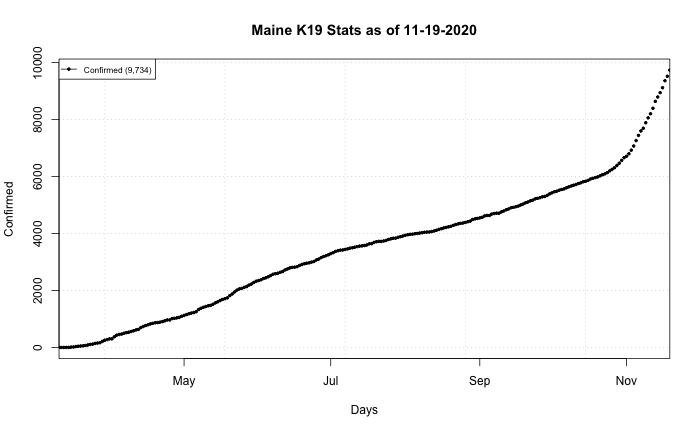 Maine K19 Stats as of 11-19-2020
Confirmed (9,734)
10000
8000
6000
4000
2000
0
Confirmed
May Jul Sep Nov
Days